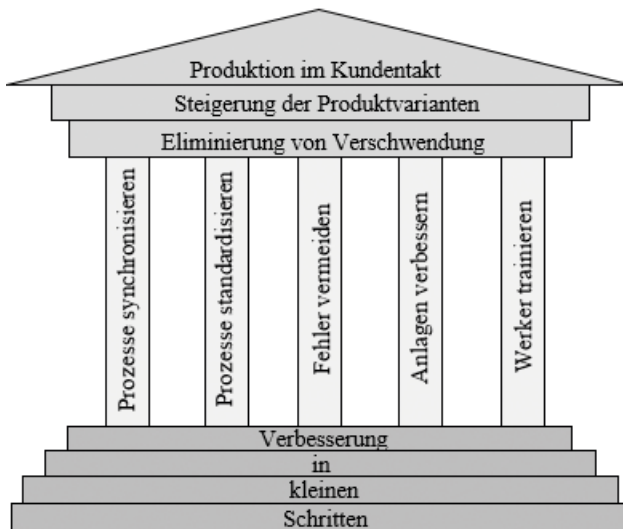 Produktion im Kundentakt
Steigerung der Produktvarianten
Eliminierung von Verschwendung
Prozesse synchronisieren
Prozesse standardisieren
Fehler vermeiden
Anlagen verbessern
Werker trainieren
Verbesserung
in
kleinen
Schritten